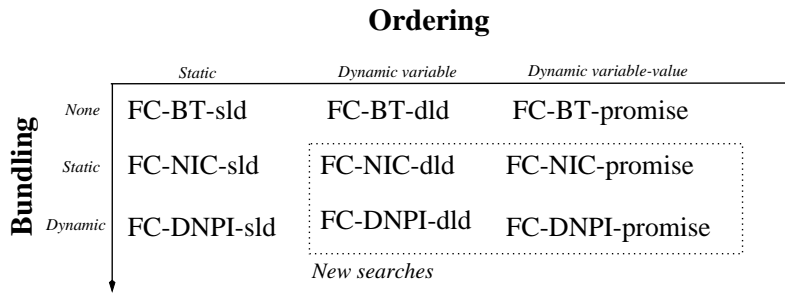 Ordering
Static Dynamic variable Dynamic variable-value
Bundling
None FC-BT-sld FC-BT-dld FC-BT-promise
Static FC-NIC-sld FC-NIC-dld FC-NIC-promise
Dynamic FC-DNPI-sld FC-DNPI-dld FC-DNPI-promise
New searches